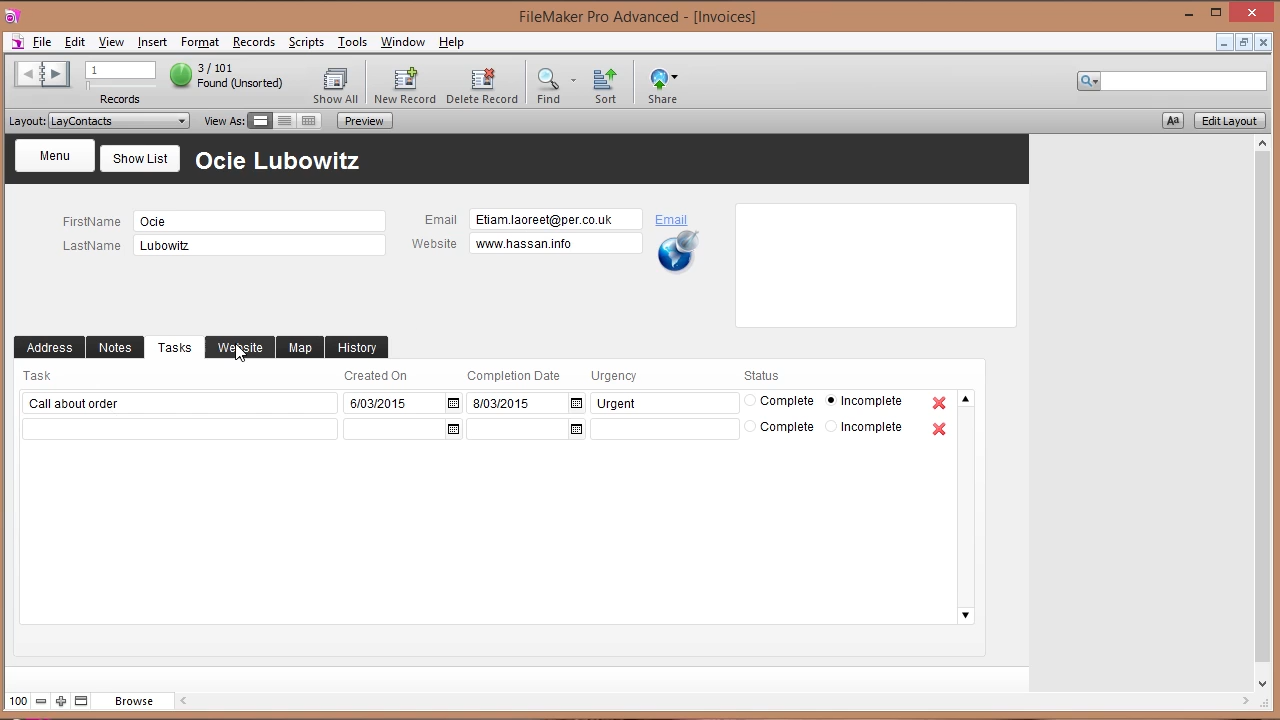 FileMaker Pro Advanced - [Invoices]
File Edit View Insert Format Records Scripts Tools Window Help
1
3 / 101
Found (Unsorted)
Records
Show All New Record Delete Record Find Sort Share
Layout: LayContacts View As: Preview Aa Edit Layout
Menu Show List Ocie Lubowitz
FirstName Ocie Email Etiam.laoreet@per.co.uk Email
LastName Lubowitz Website www.hassan.info
Address Notes Tasks Website Map History
Task Created On Completion Date Urgency Status
Call about order 6/03/2015 8/03/2015 Urgent Complete Incomplete
Complete Incomplete
100 Browse